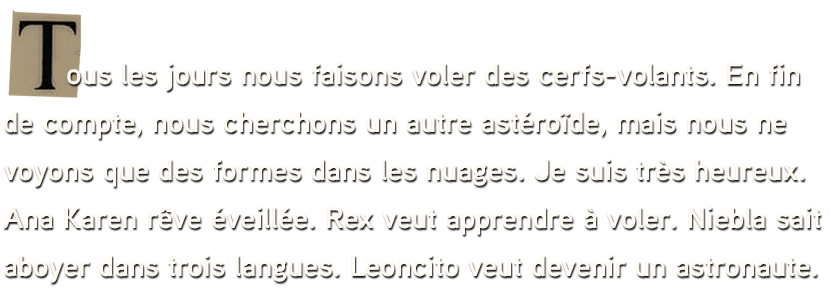 Tous les jours nous faisons voler des cerfs-volants. En fin
de compte, nous cherchons un autre astéroïde, mais nous ne
voyons que des formes dans les nuages. Je suis très heureux.
Ana Karen rêve éveillée. Rex veut apprendre à voler. Niebla sait
aboyer dans trois langues. Leoncito veut devenir un astronaute.